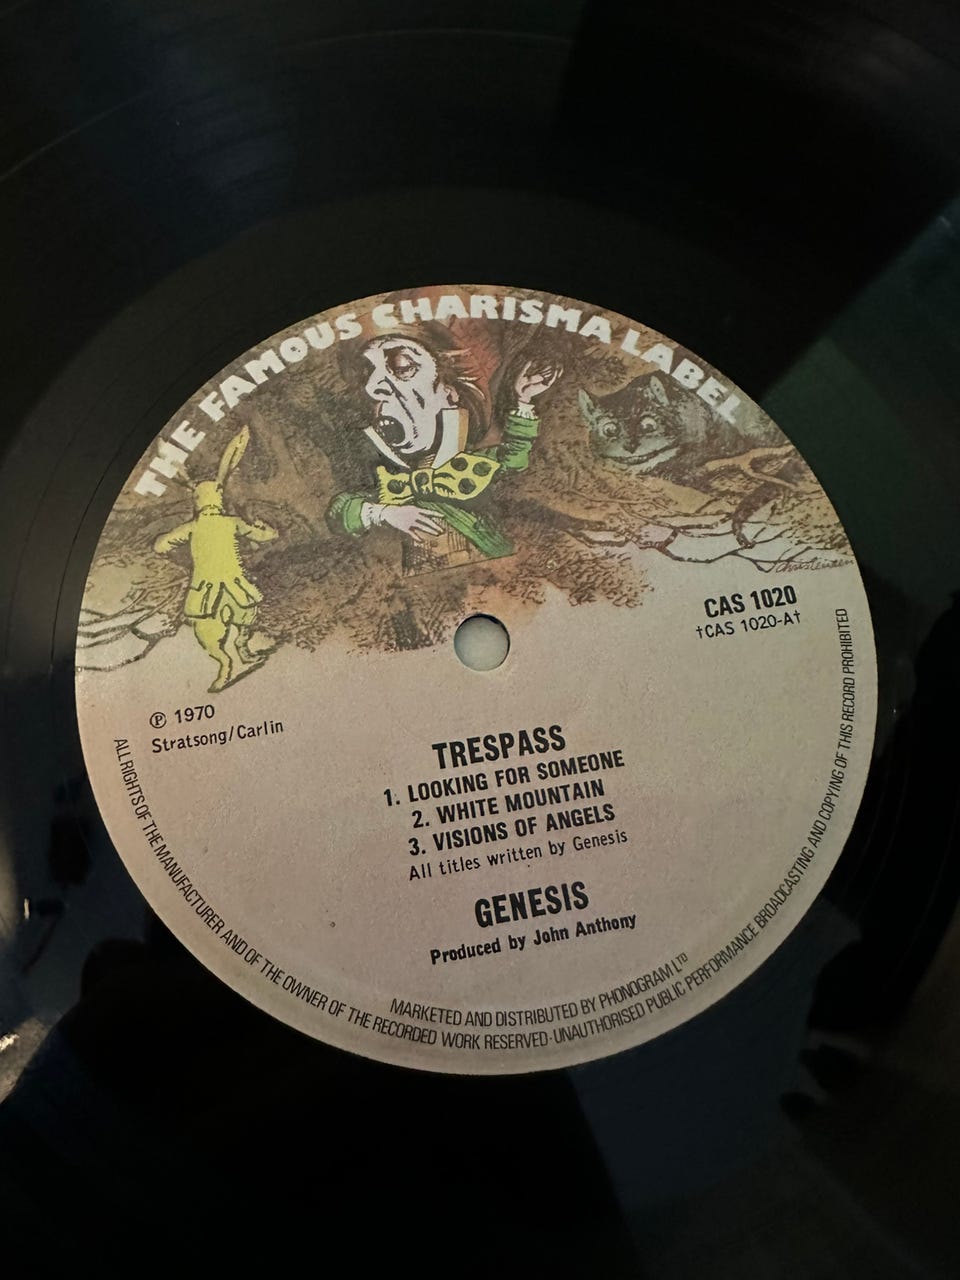 THE FAMOUS CHARISMA LABEL
Christensen
CAS 1020
†CAS 1020-A†
℗ 1970
Stratsong/Carlin
TRESPASS
1. LOOKING FOR SOMEONE
2. WHITE MOUNTAIN
3. VISIONS OF ANGELS
All titles written by Genesis
GENESIS
Produced by John Anthony
MARKETED AND DISTRIBUTED BY PHONOGRAM LTD
ALL RIGHTS OF THE MANUFACTURER AND OF THE OWNER OF THE RECORDED WORK RESERVED·UNAUTHORISED PUBLIC PERFORMANCE BROADCASTING AND COPYING OF THIS RECORD PROHIBITED